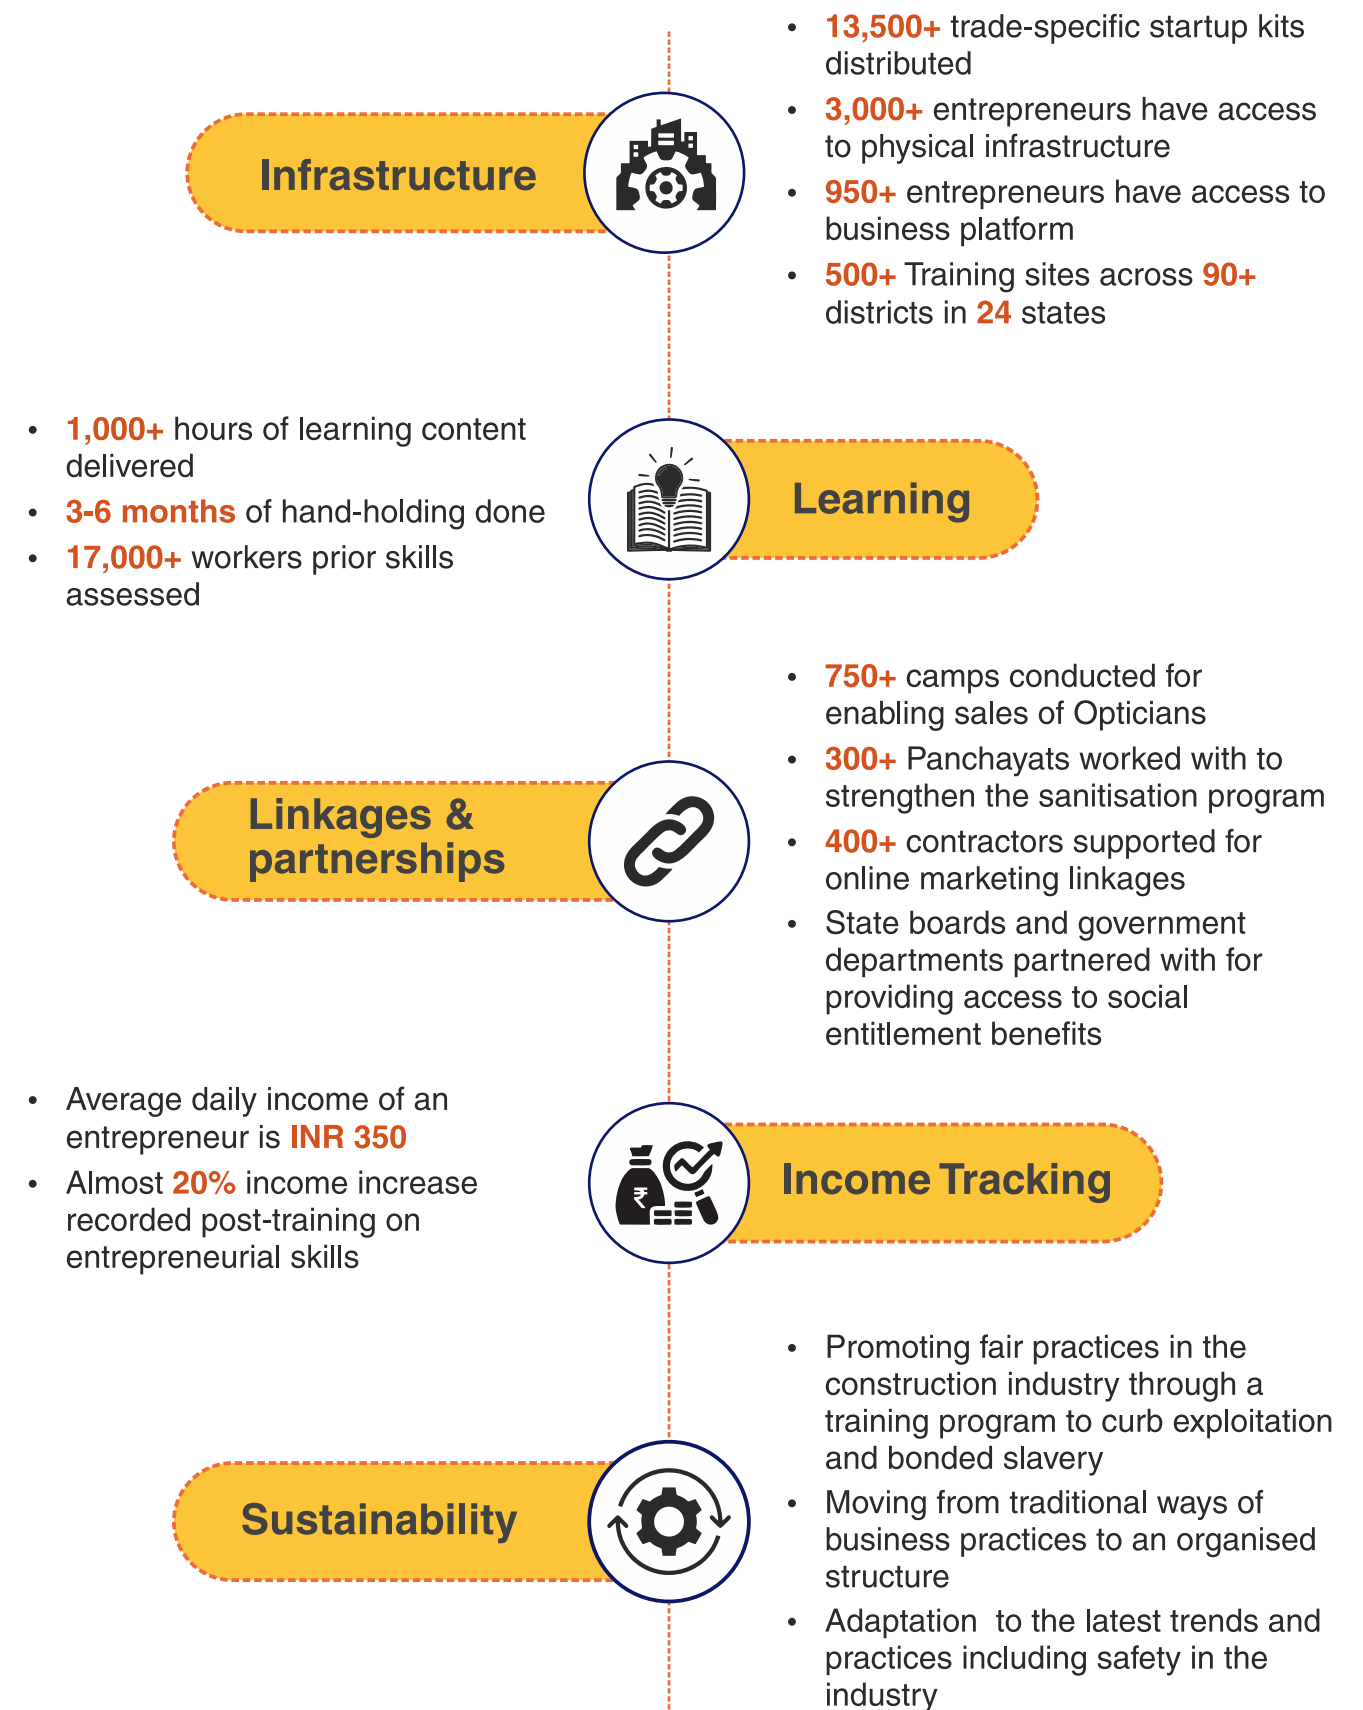 Infrastructure
• 13,500+ trade-specific startup kits
distributed
• 3,000+ entrepreneurs have access
to physical infrastructure
• 950+ entrepreneurs have access to
business platform
• 500+ Training sites across 90+
districts in 24 states
Learning
• 1,000+ hours of learning content
delivered
• 3-6 months of hand-holding done
• 17,000+ workers prior skills
assessed
Linkages &
partnerships
• 750+ camps conducted for
enabling sales of Opticians
• 300+ Panchayats worked with to
strengthen the sanitisation program
• 400+ contractors supported for
online marketing linkages
• State boards and government
departments partnered with for
providing access to social
entitlement benefits
Income Tracking
₹
• Average daily income of an
entrepreneur is INR 350
• Almost 20% income increase
recorded post-training on
entrepreneurial skills
Sustainability
• Promoting fair practices in the
construction industry through a
training program to curb exploitation
and bonded slavery
• Moving from traditional ways of
business practices to an organised
structure
• Adaptation  to the latest trends and
practices including safety in the
industry